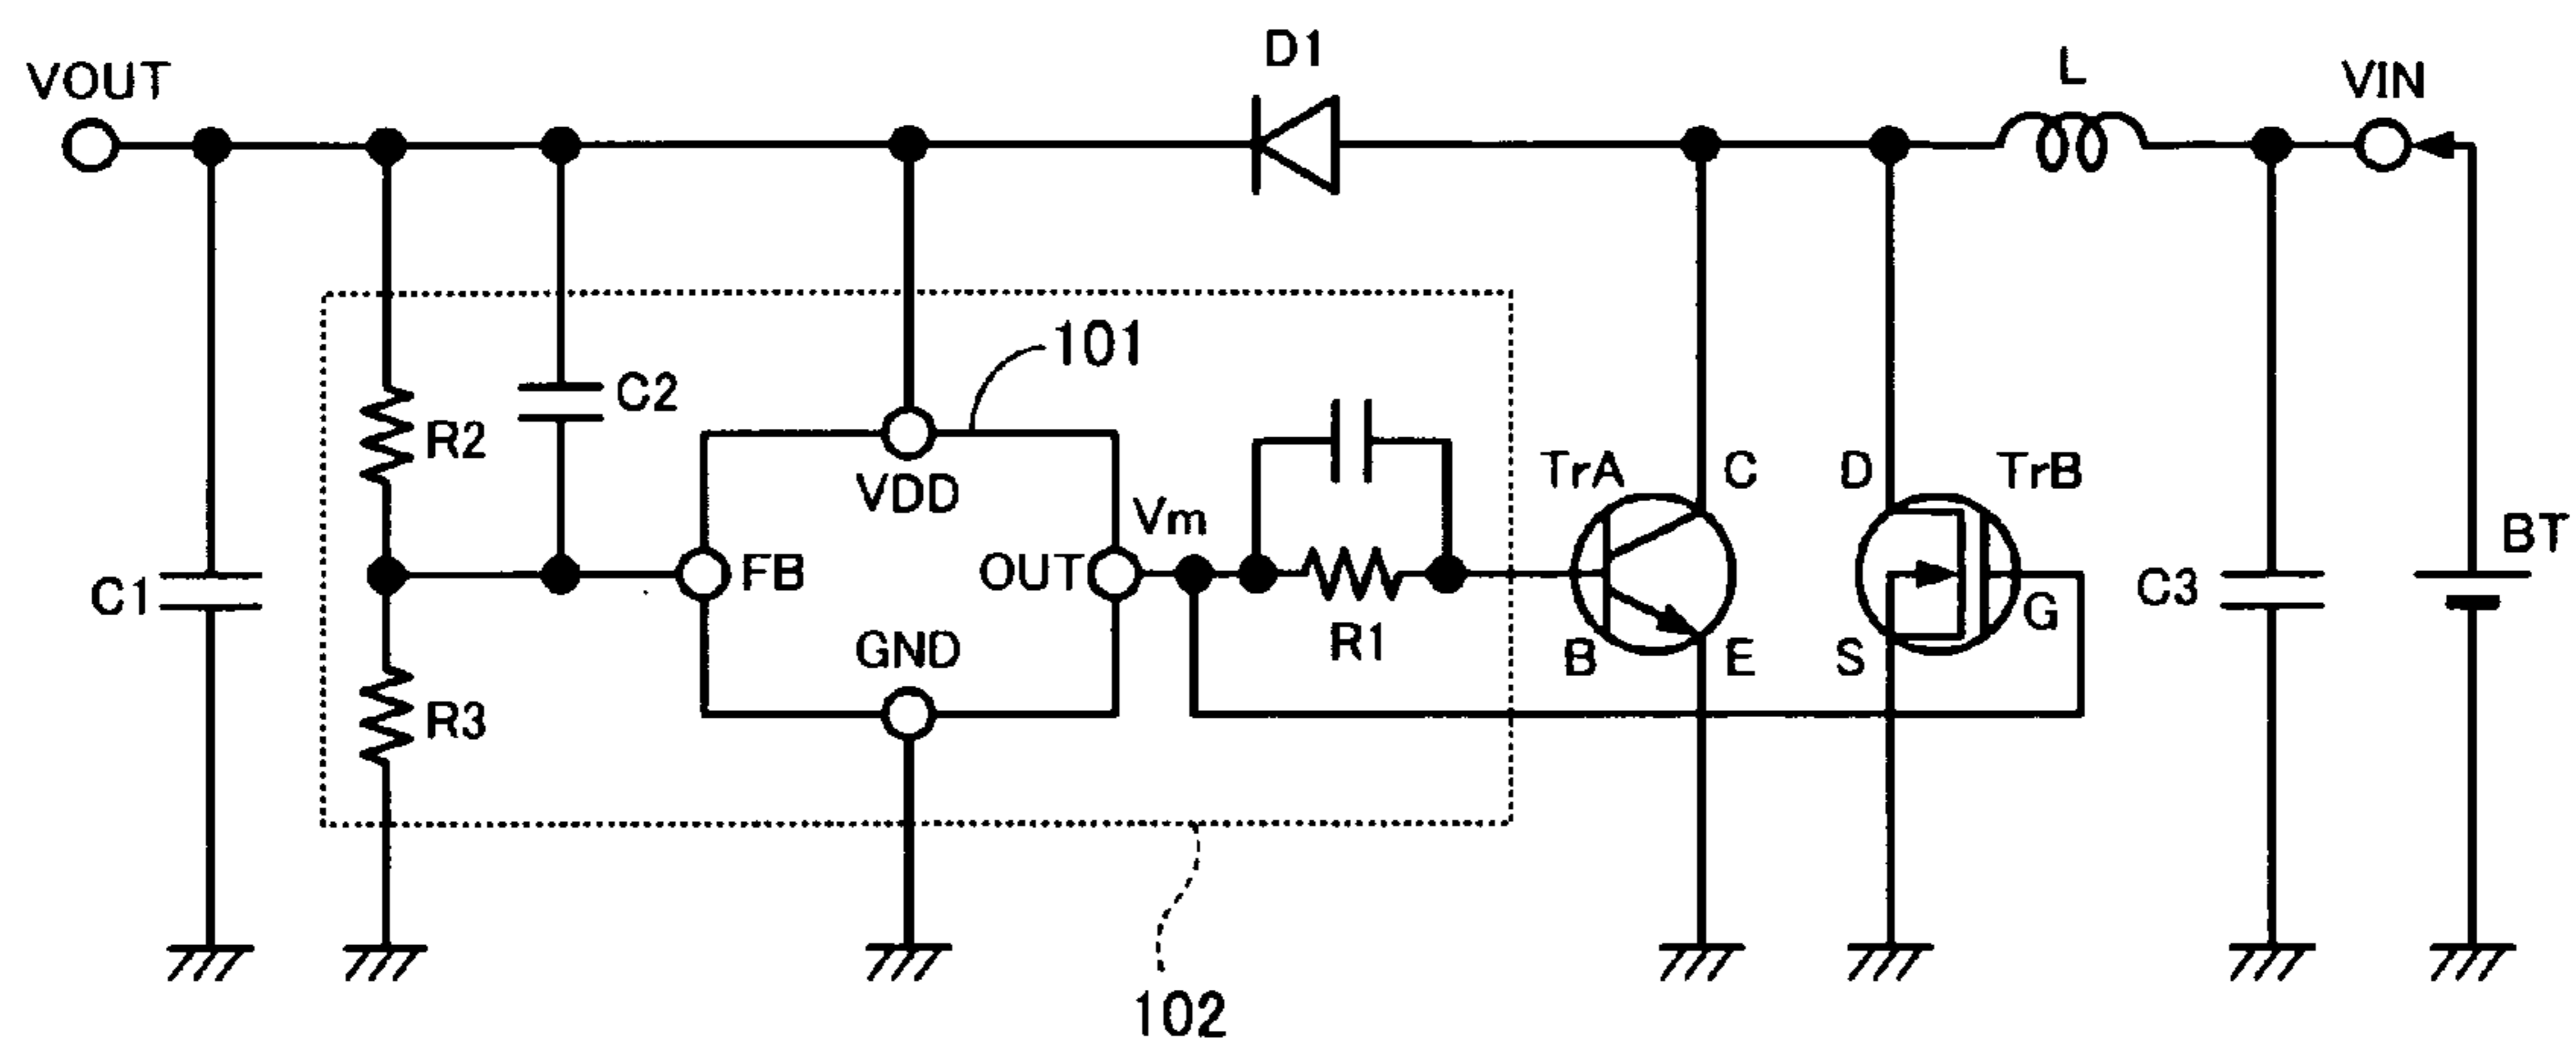 D1
VOUT
L
VIN
101
C2
R2
VDD
Vm
TrA
C
D
TrB
BT
FB
OUT
C1
C3
G
R1
GND
B
E
S
R3
102